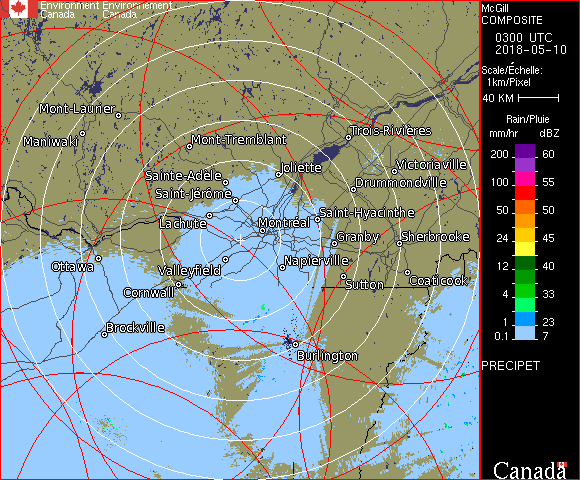 Environment Environnement
Canada Canada
Mont-Laurier
Maniwaki
Mont-Tremblant
Trois-Rivières
Sainte-Adèle
Joliette
Victoriaville
Saint-Jérôme
Drummondville
Lachute
Montréal
Saint-Hyacinthe
Granby
Sherbrooke
Ottawa
Valleyfield
Napierville
Cornwall
Sutton
Coaticook
Brockville
Burlington
McGill
COMPOSITE
0300 UTC
2018-05-10
Scale/Échelle:
1km/Pixel
40 KM
Rain/Pluie
mm/hr dBZ
200 60
100 55
50 50
24 45
12 40
4 33
1 23
0.1 7
PRECIPET
Canada